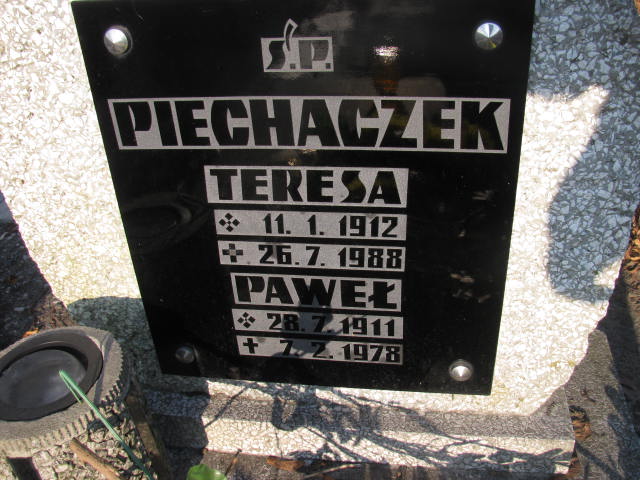 Ś.P.
PIECHACZEK
TERESA
11. 1. 1912
26. 7. 1988
PAWEŁ
28. 7. 1911
7. 2. 1978